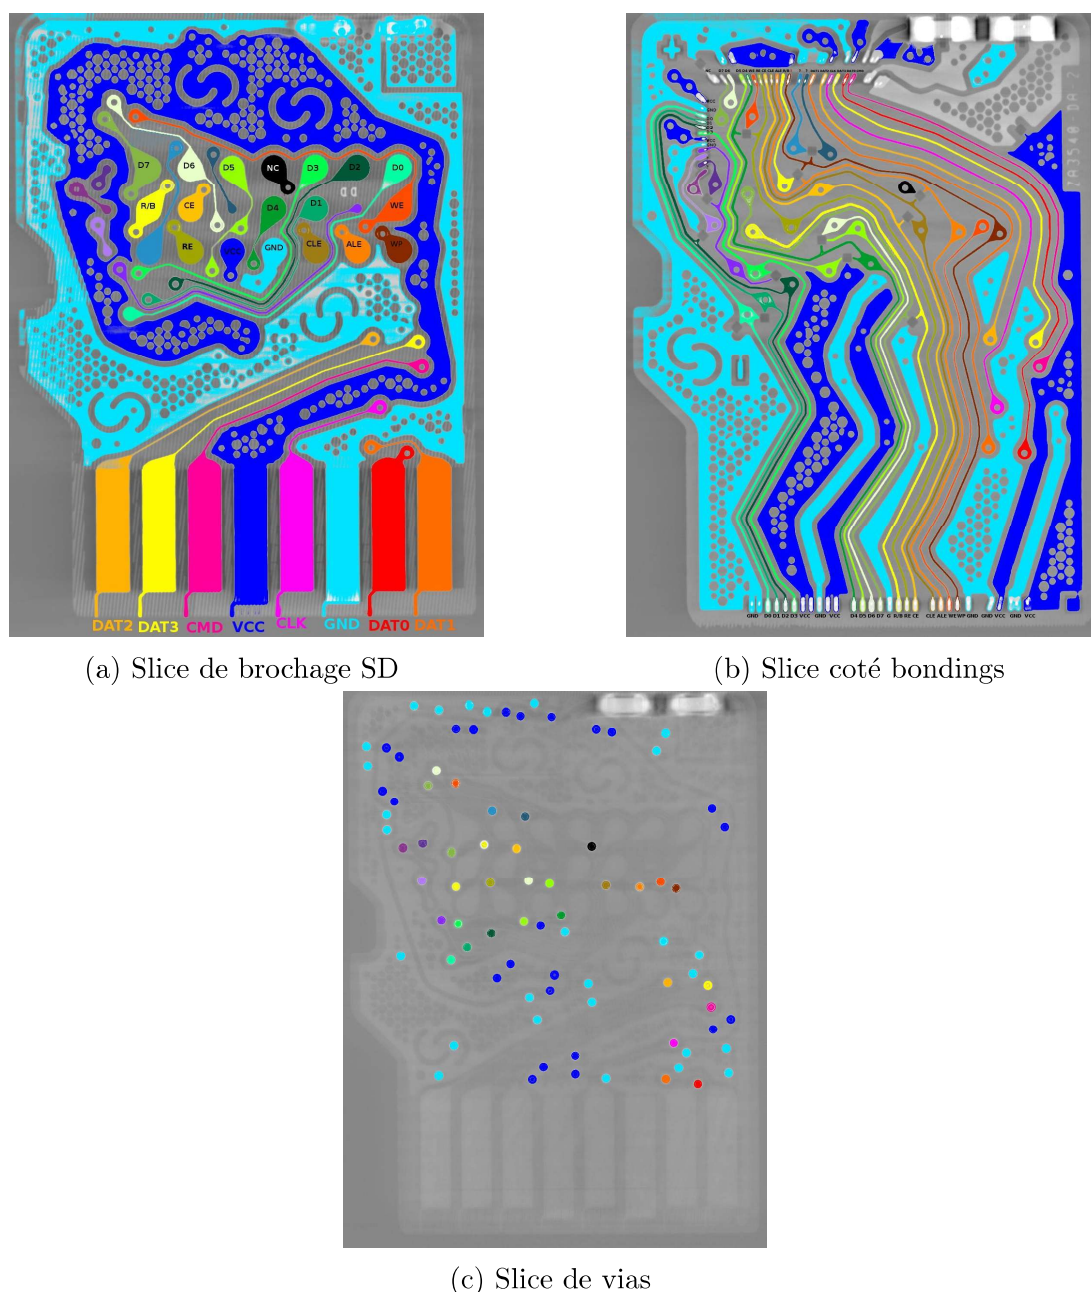 D7 D6 D5 NC D3 D2 D0
R/B CE D4 D1 WE
RE VCC GND CLE ALE WP
DAT2 DAT3 CMD VCC CLK GND DAT0 DAT1
(a) Slice de brochage SD
GND D0 D1 D2 D3 VCC GND VCC D4 D5 D6 D7 G R/B RE CE CLE ALE WE WP GND GND VCC GND VCC
(b) Slice coté bondings
(c) Slice de vias